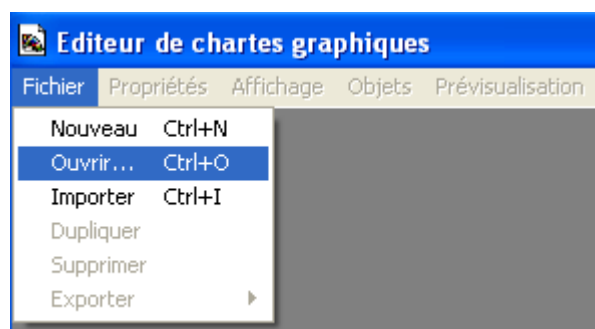 Editeur de chartes graphiques
Fichier Propriétés Affichage Objets Prévisualisation
Nouveau Ctrl+N
Ouvrir... Ctrl+O
Importer Ctrl+I
Dupliquer
Supprimer
Exporter